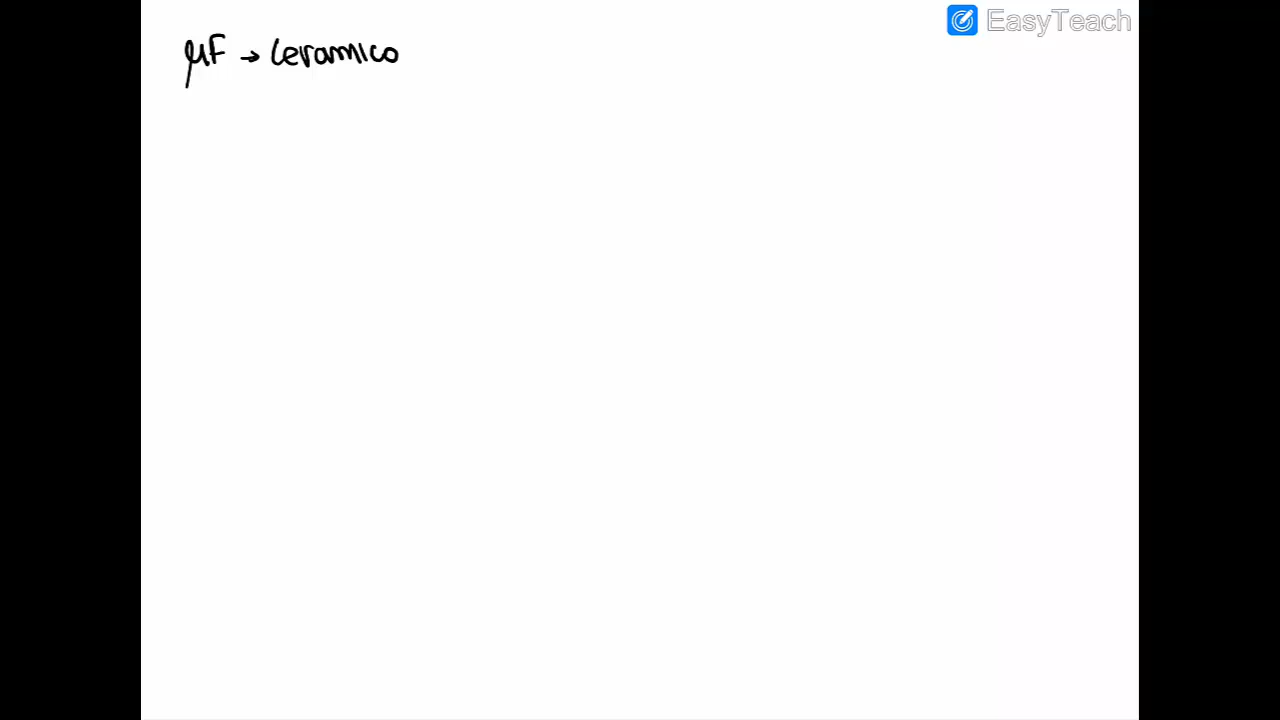 EasyTeach
μF → ceramico